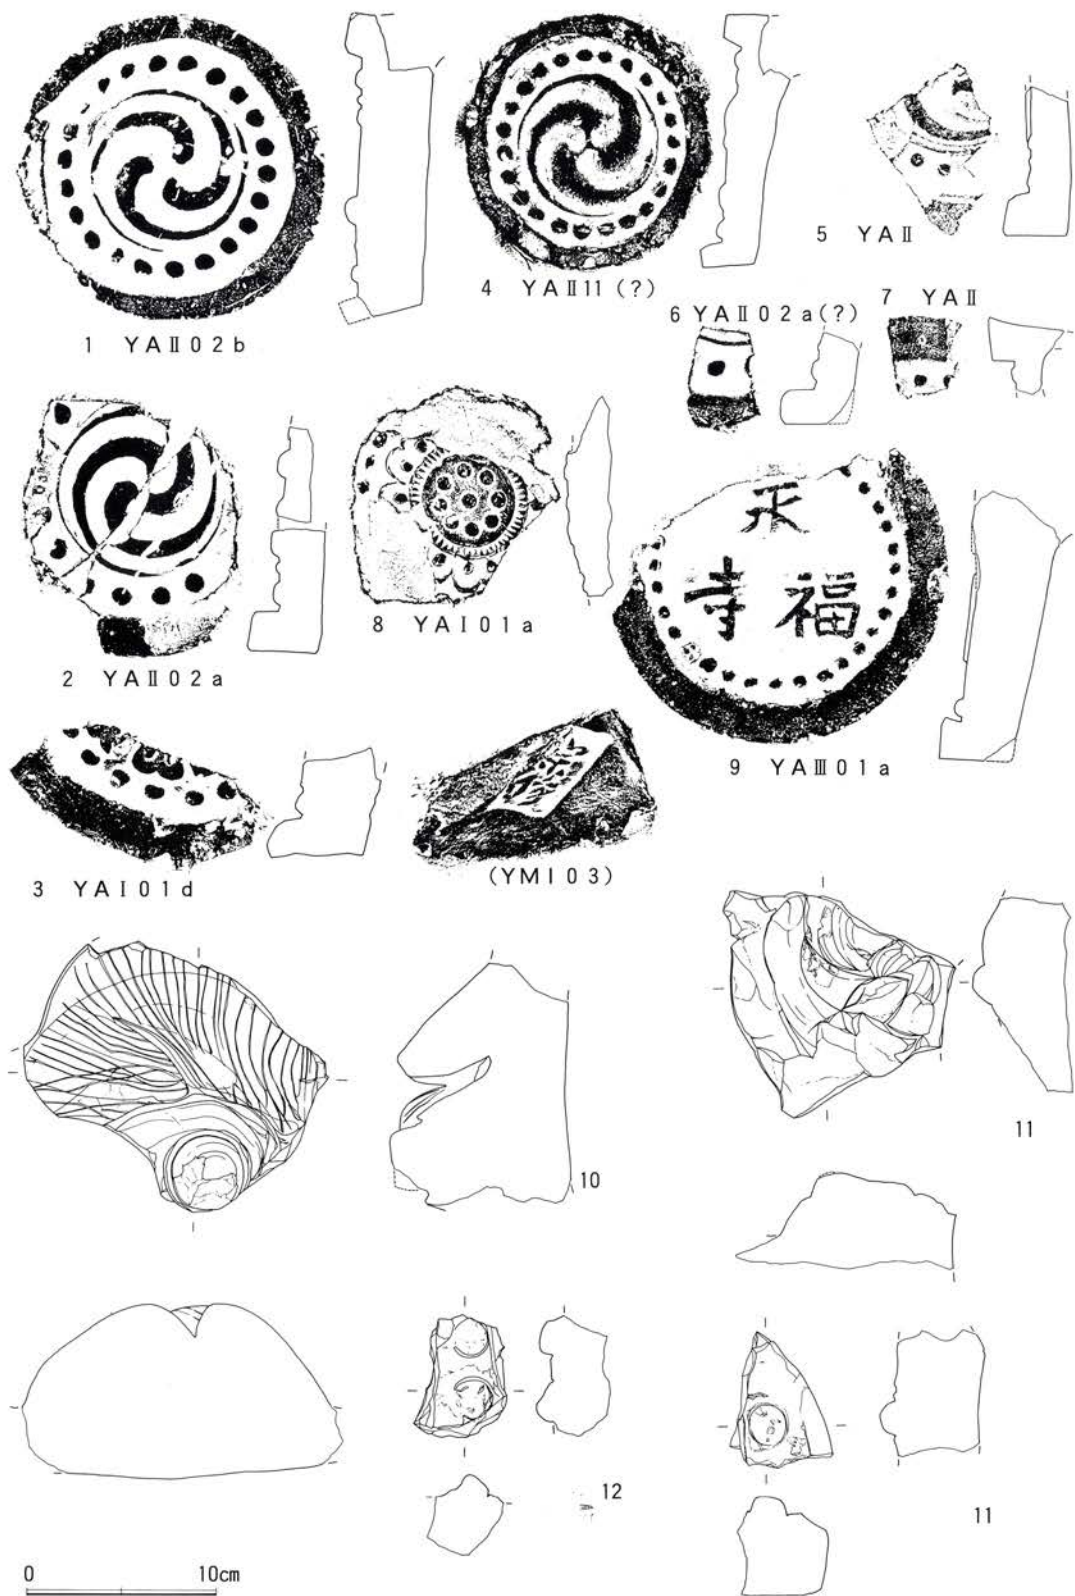 1 YAⅡ02b
4 YAⅡ11(?)
5 YAⅡ
6 YAⅡ02a(?)
7 YAⅡ
2 YAⅡ02a
8 YAⅠ01a
永
寺福
9 YAⅢ01a
3 YAⅠ01d
(YMⅠ03)
10
11
12
11
0 10cm